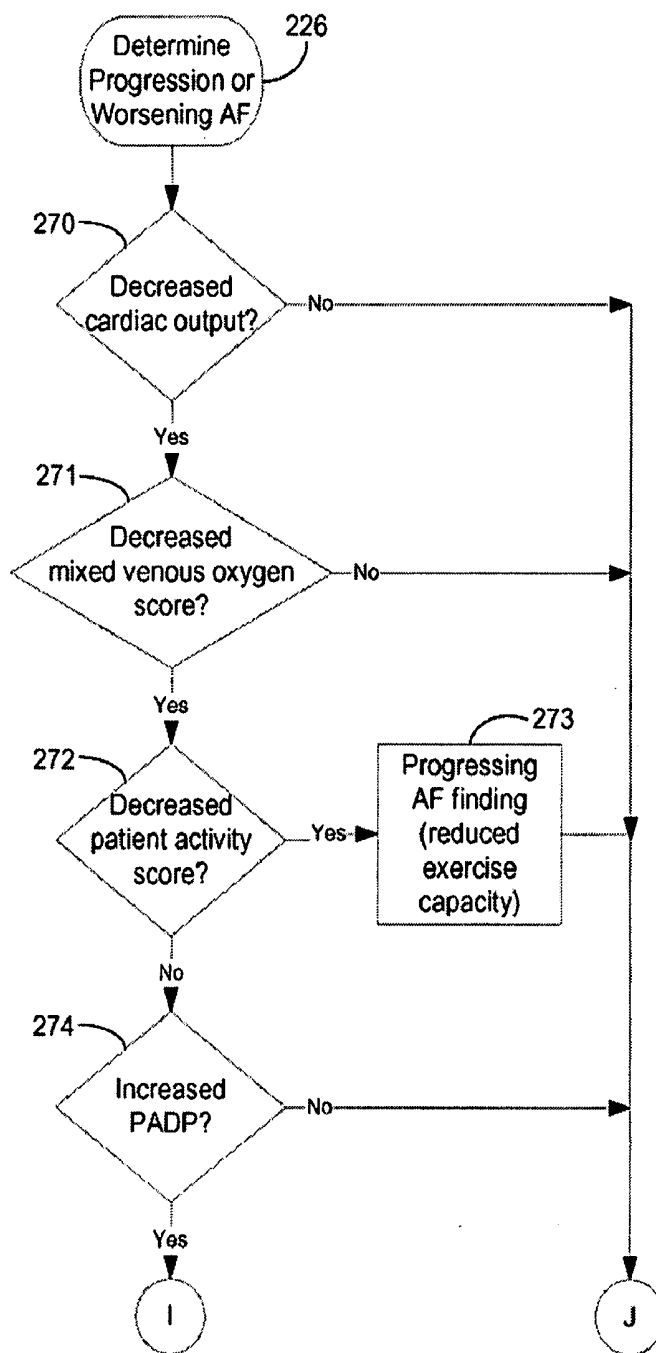 226
Determine
Progression or
Worsening AF
270
Decreased
cardiac output?
No
Yes
271
Decreased
mixed venous oxygen
score?
No
Yes
272
Decreased
patient activity
score?
Yes
273
Progressing
AF finding
(reduced
exercise
capacity)
No
274
Increased
PADP?
No
Yes
I
J